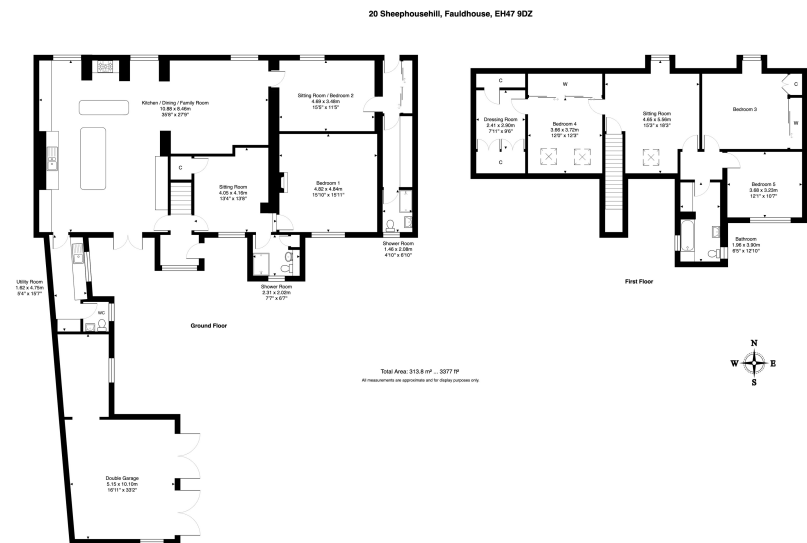 20 Sheephousehill, Fauldhouse, EH47 9DZ
Kitchen / Dining / Family Room
10.88 x 8.46m
35'8" x 27'9"
Sitting Room / Bedroom 2
4.69 x 3.48m
15'5" x 11'5"
C
Sitting Room
4.05 x 4.16m
13'4" x 13'8"
Bedroom 1
4.82 x 4.84m
15'10" x 15'11"
Shower Room
1.46 x 2.08m
4'10" x 6'10"
Shower Room
2.31 x 2.02m
7'7" x 6'7"
Utility Room
1.62 x 4.75m
5'4" x 15'7"
WC
Ground Floor
Double Garage
5.15 x 10.10m
16'11" x 33'2"
C
W
C
Dressing Room
2.41 x 2.90m
7'11" x 9'6"
C
Bedroom 4
3.66 x 3.72m
12'0" x 12'3"
Sitting Room
4.65 x 5.56m
15'3" x 18'3"
Bedroom 3
W
Bedroom 5
3.68 x 3.23m
12'1" x 10'7"
Bathroom
1.96 x 3.90m
6'5" x 12'10"
First Floor
N
W
E
S
Total Area: 313.8 m² ... 3377 ft²
All measurements are approximate and for display purposes only